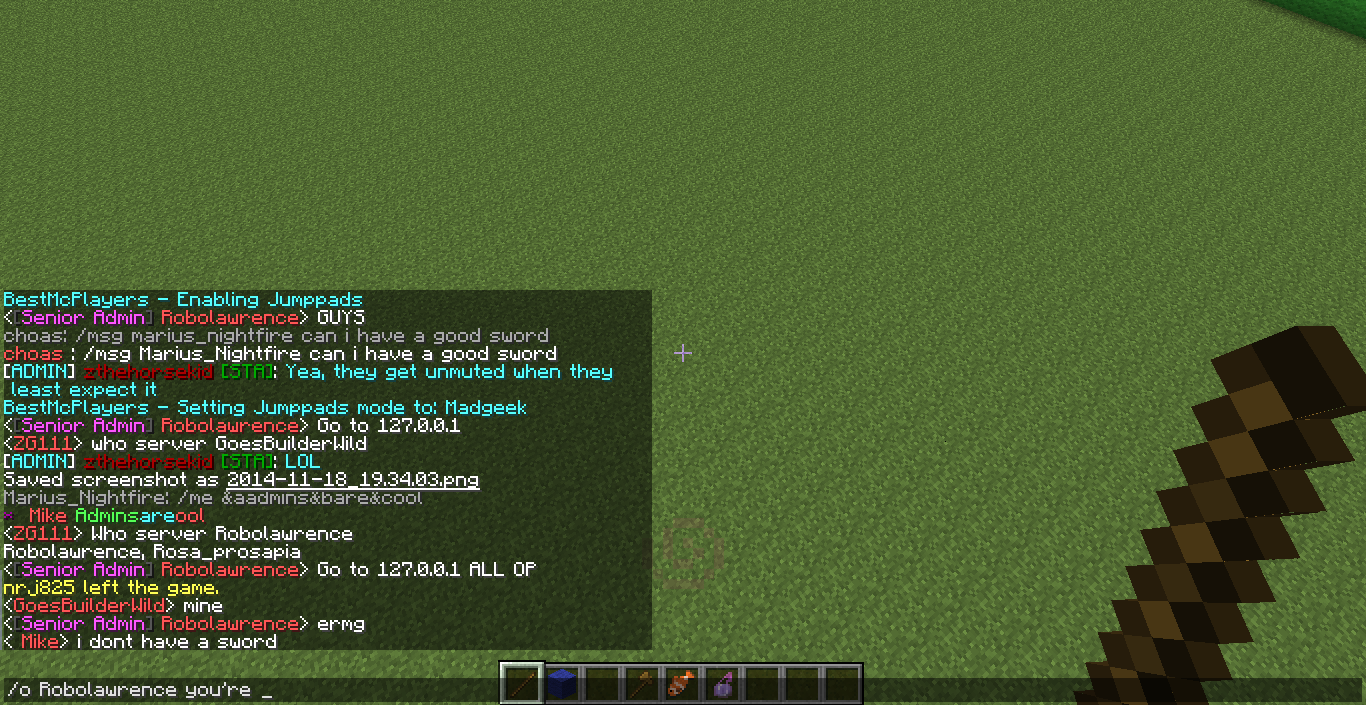 BestMcPlayers - Enabling Jumppads
<[Senior Admin] Robolawrence> GUYS
choas: /msg marius_nightfire can i have a good sword
choas : /msg Marius_Nightfire can i have a good sword
[ADMIN] zthehorsekid [STA]: Yea, they get unmuted when they
least expect it
BestMcPlayers - Setting Jumppads mode to: Madgeek
<[Senior Admin] Robolawrence> Go to 127.0.0.1
<ZG111> who server GoesBuilderWild
[ADMIN] zthehorsekid [STA]: LOL
Saved screenshot as 2014-11-18_19.34.03.png
Marius_Nightfire: /me &aadmins&bare&cool
* Mike Adminsareool
<ZG111> Who server Robolawrence
Robolawrence, Rosa_prosapia
<[Senior Admin] Robolawrence> Go to 127.0.0.1 ALL OP
nrj825 left the game.
<GoesBuilderWild> mine
<[Senior Admin] Robolawrence> ermg
< Mike> i dont have a sword
/o Robolawrence you're _